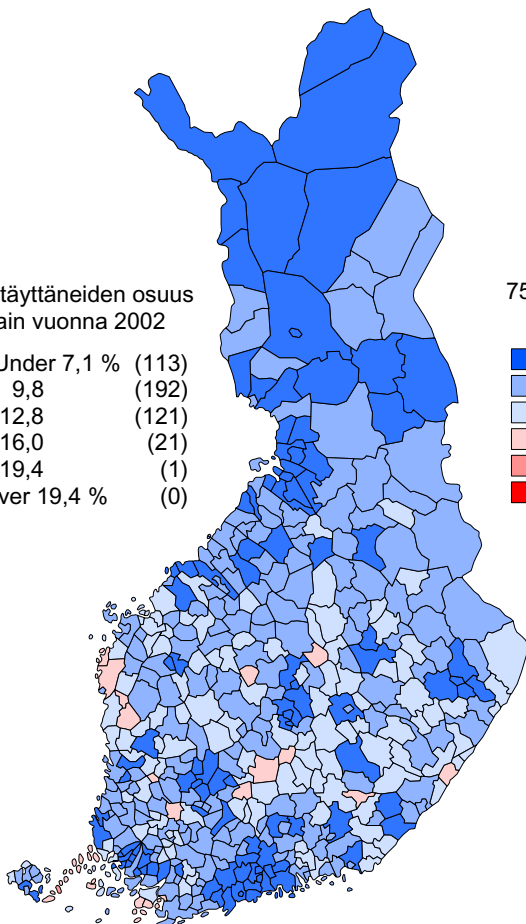 täyttäneiden osuus
ain vuonna 2002
Under 7,1 % (113)
9,8 (192)
12,8 (121)
16,0 (21)
19,4 (1)
ver 19,4 % (0)
75